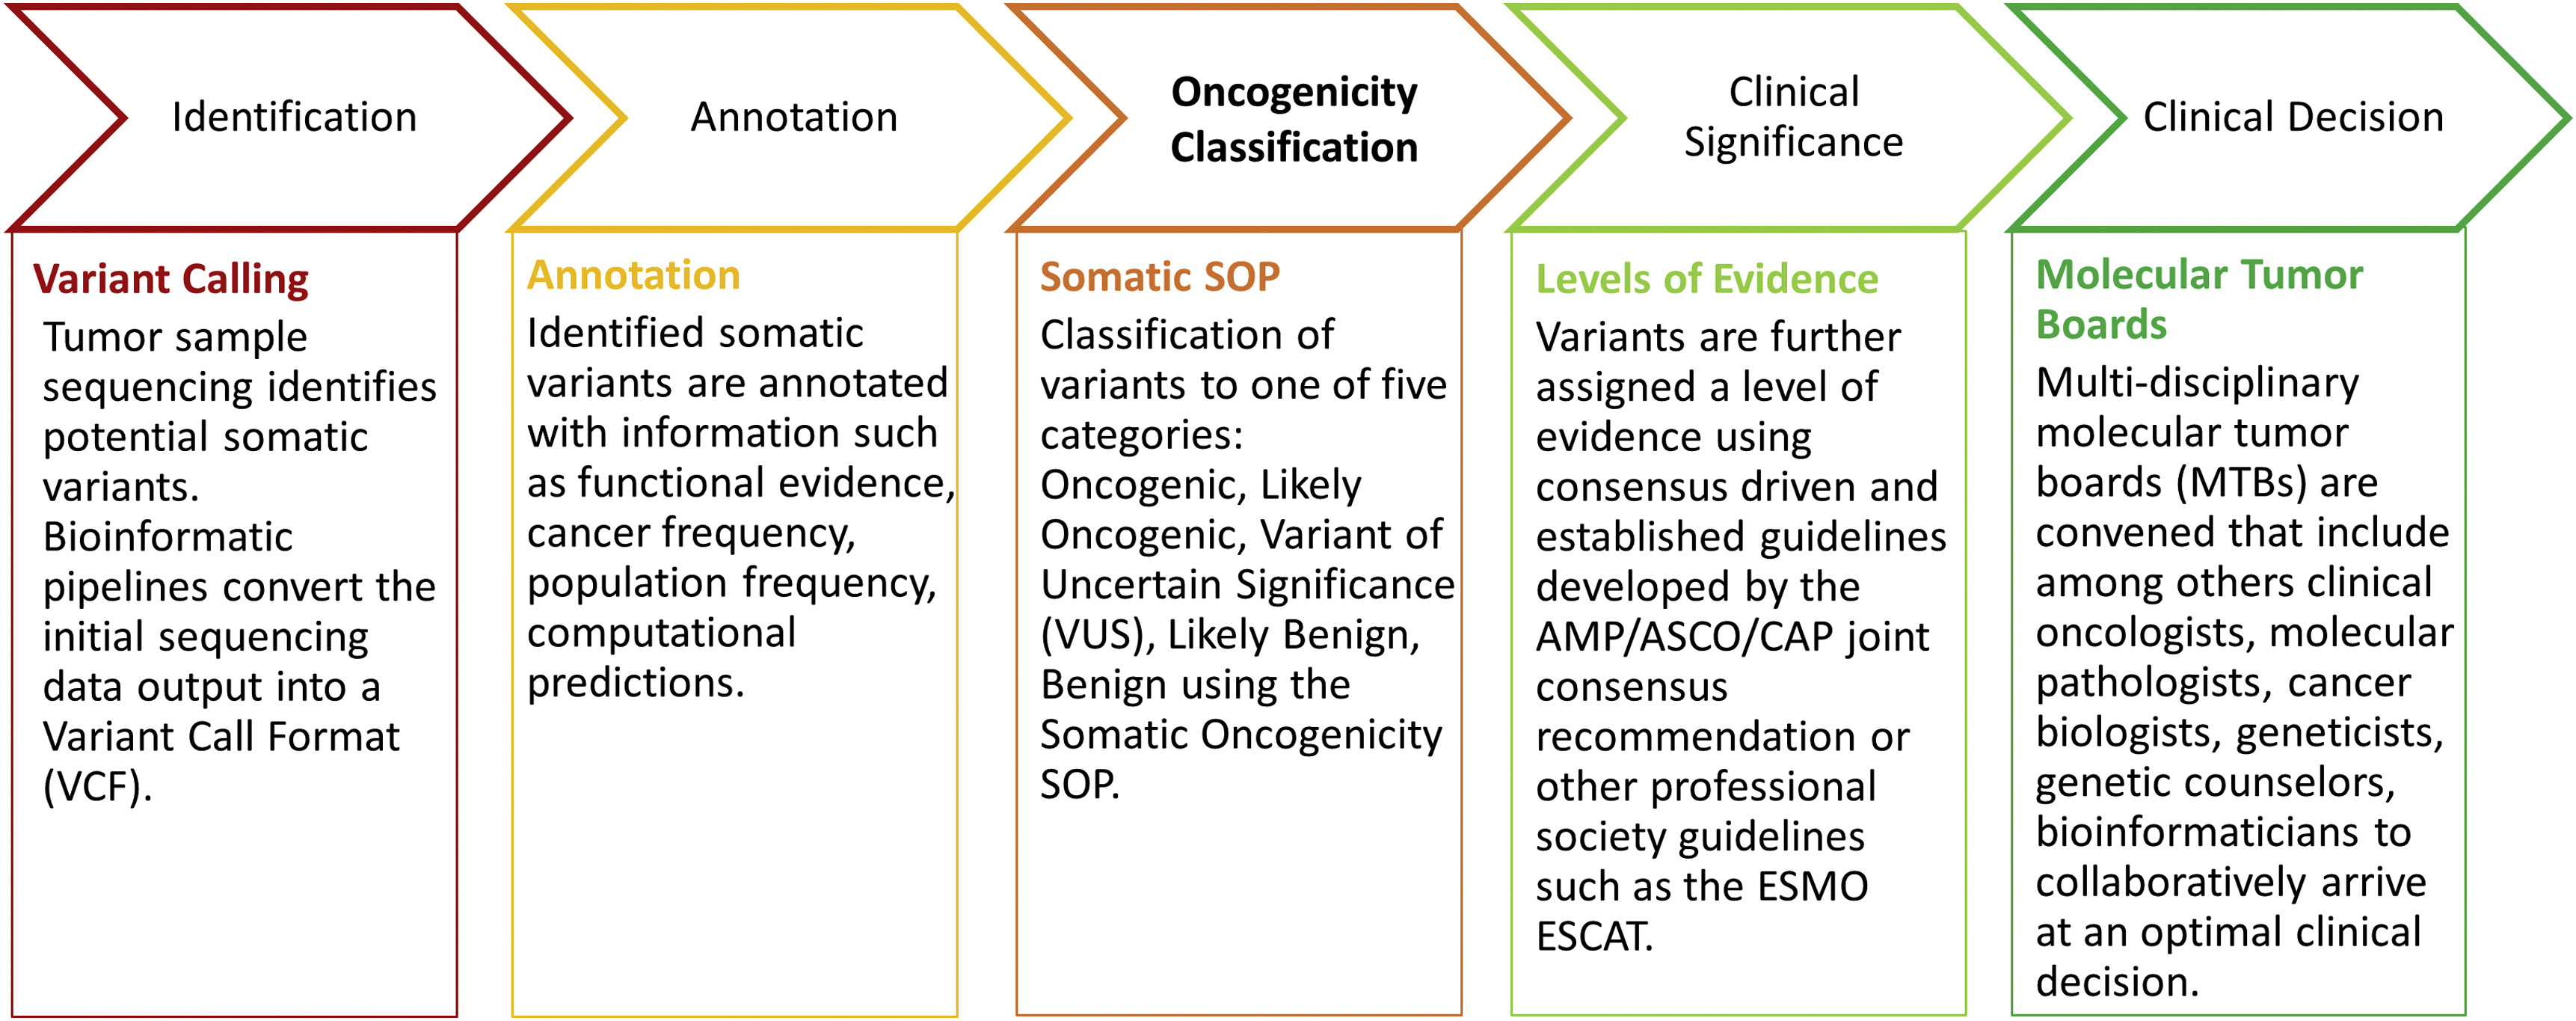 Identification
Annotation
Oncogenicity
Classification
Clinical
Significance
Clinical Decision
Variant Calling
Tumor sample
sequencing identifies
potential somatic
variants.
Bioinformatic
pipelines convert the
initial sequencing
data output into a
Variant Call Format
(VCF).
Annotation
Identified somatic
variants are annotated
with information such
as functional evidence,
cancer frequency,
population frequency,
computational
predictions.
Somatic SOP
Classification of
variants to one of five
categories:
Oncogenic, Likely
Oncogenic, Variant of
Uncertain Significance
(VUS), Likely Benign,
Benign using the
Somatic Oncogenicity
SOP.
Levels of Evidence
Variants are further
assigned a level of
evidence using
consensus driven and
established guidelines
developed by the
AMP/ASCO/CAP joint
consensus
recommendation or
other professional
society guidelines
such as the ESMO
ESCAT.
Molecular Tumor
Boards
Multi-disciplinary
molecular tumor
boards (MTBs) are
convened that include
among others clinical
oncologists, molecular
pathologists, cancer
biologists, geneticists,
genetic counselors,
bioinformaticians to
collaboratively arrive
at an optimal clinical
decision.